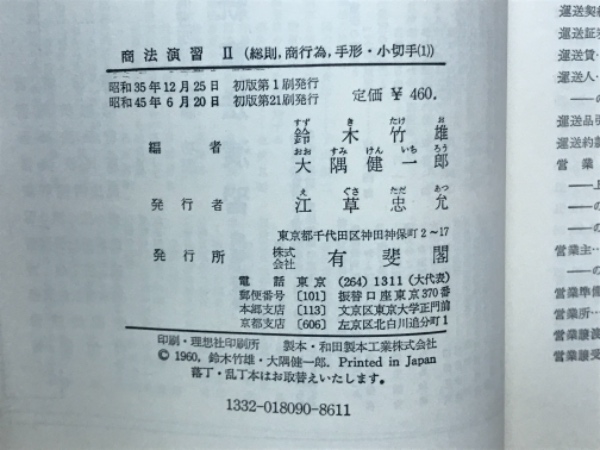 商法演習 II (総則,商行為,手形・小切手(1))
昭和35年12月25日 初版第1刷発行
昭和45年6月20日 初版第21刷発行
定価 ¥ 460.
すず き たけ お
編者 鈴木竹雄
おお すみ けん いち ろう
大隅健一郎
え ぐさ ただ あつ
発行者 江草忠允
東京都千代田区神田神保町2~17
発行所 株式会社 有斐閣
電話 東京 (264) 1311 (大代表)
郵便番号 〔101〕 振替口座東京370番
本郷支店 〔113〕 文京区東京大学正門前
京都支店 〔606〕 左京区北白川追分町1
印刷・理想社印刷所 製本・和田製本工業株式会社
© 1960, 鈴木竹雄・大隅健一郎. Printed in Japan
落丁・乱丁本はお取替えいたします。
1332-018090-8611
運送契
運送証
運送賃
運送人
運送品
運送約
営業
営業主
営業準備
営業所
営業譲渡
営業譲受